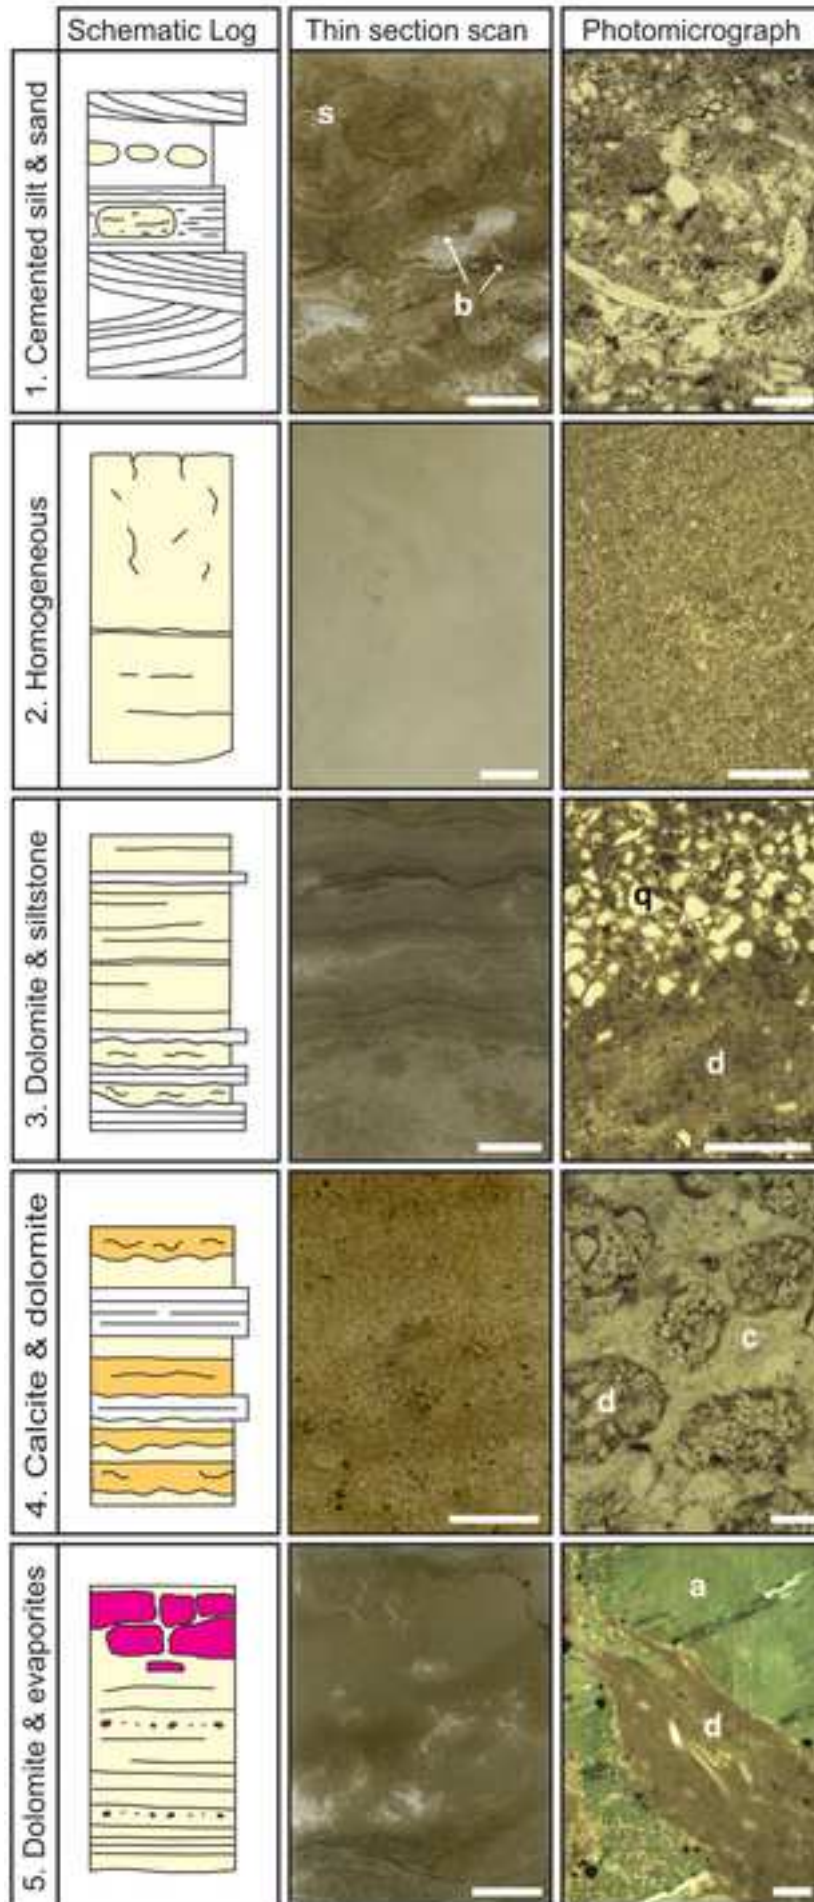 Schematic Log
Thin section scan
Photomicrograph
1. Cemented silt & sand
s
b
2. Homogeneous
3. Dolomite & siltstone
q
d
4. Calcite & dolomite
c
d
5. Dolomite & evaporites
a
d